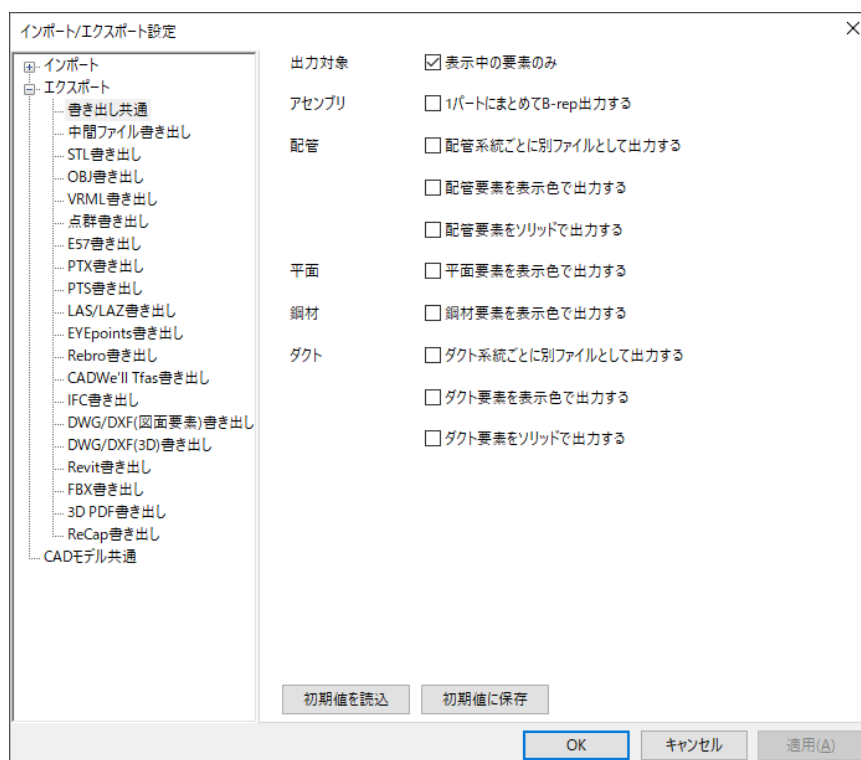 インポート/エクスポート設定
インポート
エクスポート
書き出し共通
中間ファイル書き出し
STL書き出し
OBJ書き出し
VRML書き出し
点群書き出し
E57書き出し
PTX書き出し
PTS書き出し
LAS/LAZ書き出し
EYEpoints書き出し
Rebro書き出し
CADWe'll Tfas書き出し
IFC書き出し
DWG/DXF(図面要素)書き出し
DWG/DXF(3D)書き出し
Revit書き出し
FBX書き出し
3D PDF書き出し
ReCap書き出し
CADモデル共通
出力対象 表示中の要素のみ
アセンブリ 1パートにまとめてB-rep出力する
配管 配管系統ごとに別ファイルとして出力する
配管要素を表示色で出力する
配管要素をソリッドで出力する
平面 平面要素を表示色で出力する
鋼材 鋼材要素を表示色で出力する
ダクト ダクト系統ごとに別ファイルとして出力する
ダクト要素を表示色で出力する
ダクト要素をソリッドで出力する
初期値を読込 初期値に保存
OK キャンセル 適用(A)